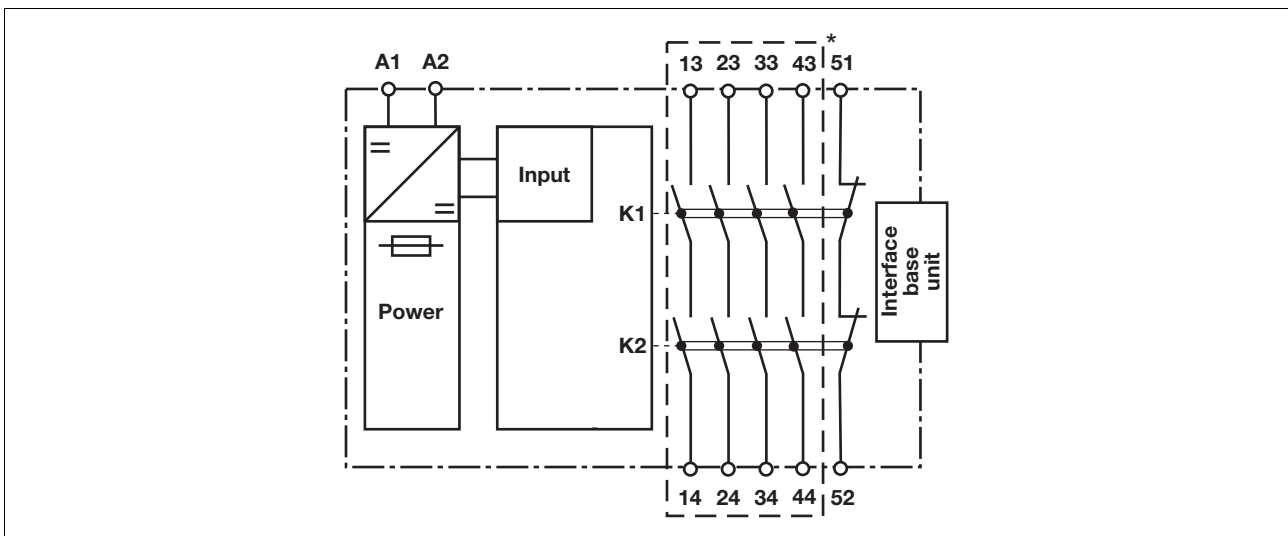 *
A1 A2 13 23 33 43 51
Input
K1
Interface
base
unit
Power
K2
14 24 34 44 52